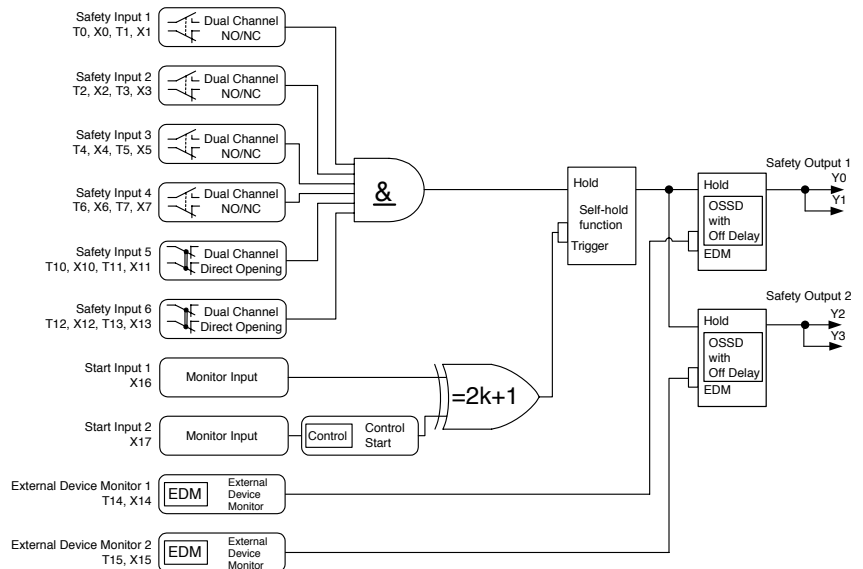 Safety Input 1
T0, X0, T1, X1
Dual Channel
NO/NC
Safety Input 2
T2, X2, T3, X3
Dual Channel
NO/NC
Safety Input 3
T4, X4, T5, X5
Dual Channel
NO/NC
Safety Input 4
T6, X6, T7, X7
Dual Channel
NO/NC
Safety Input 5
T10, X10, T11, X11
Dual Channel
Direct Opening
Safety Input 6
T12, X12, T13, X13
Dual Channel
Direct Opening
Start Input 1
X16
Monitor Input
Start Input 2
X17
Monitor Input
Control
Control
Start
External Device Monitor 1
T14, X14
EDM
External
Device
Monitor
External Device Monitor 2
T15, X15
EDM
External
Device
Monitor
&
=2k+1
Hold
Self-hold
function
Trigger
Safety Output 1
Hold
OSSD
with
Off Delay
EDM
Y0
Y1
Safety Output 2
Hold
OSSD
with
Off Delay
EDM
Y2
Y3